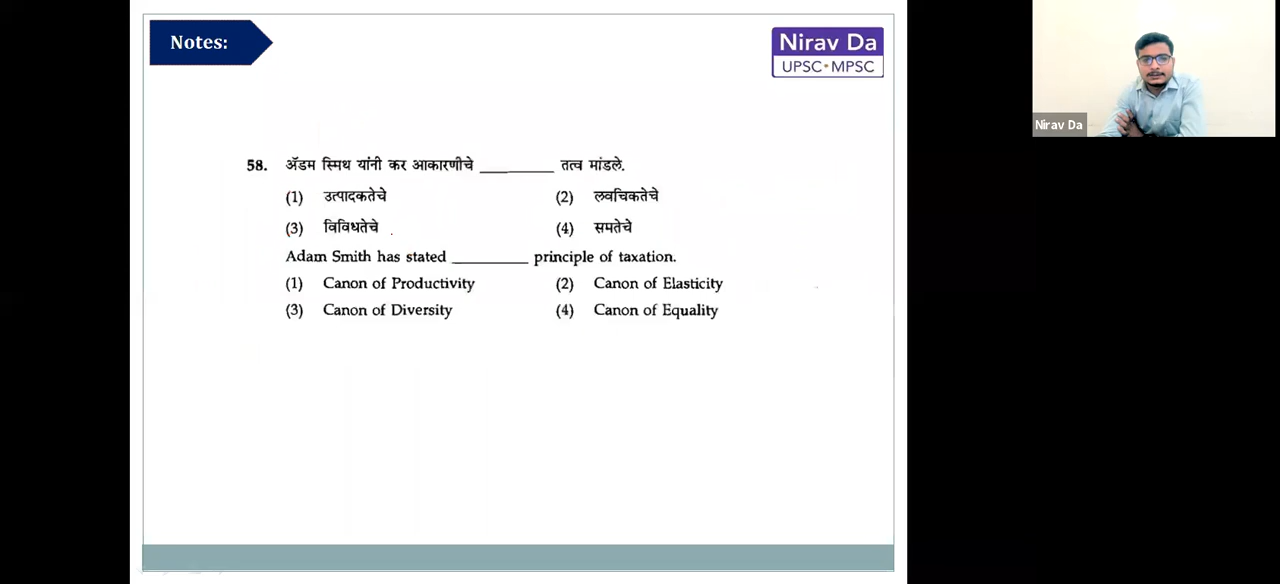 Notes:
Nirav Da
UPSC•MPSC
Nirav Da
58. ॲडम स्मिथ यांनी कर आकारणीचे ________ तत्व मांडले.
(1) उत्पादकतेचे (2) लवचिकतेचे
(3) विविधतेचे (4) समतेचे
Adam Smith has stated ________ principle of taxation.
(1) Canon of Productivity (2) Canon of Elasticity
(3) Canon of Diversity (4) Canon of Equality